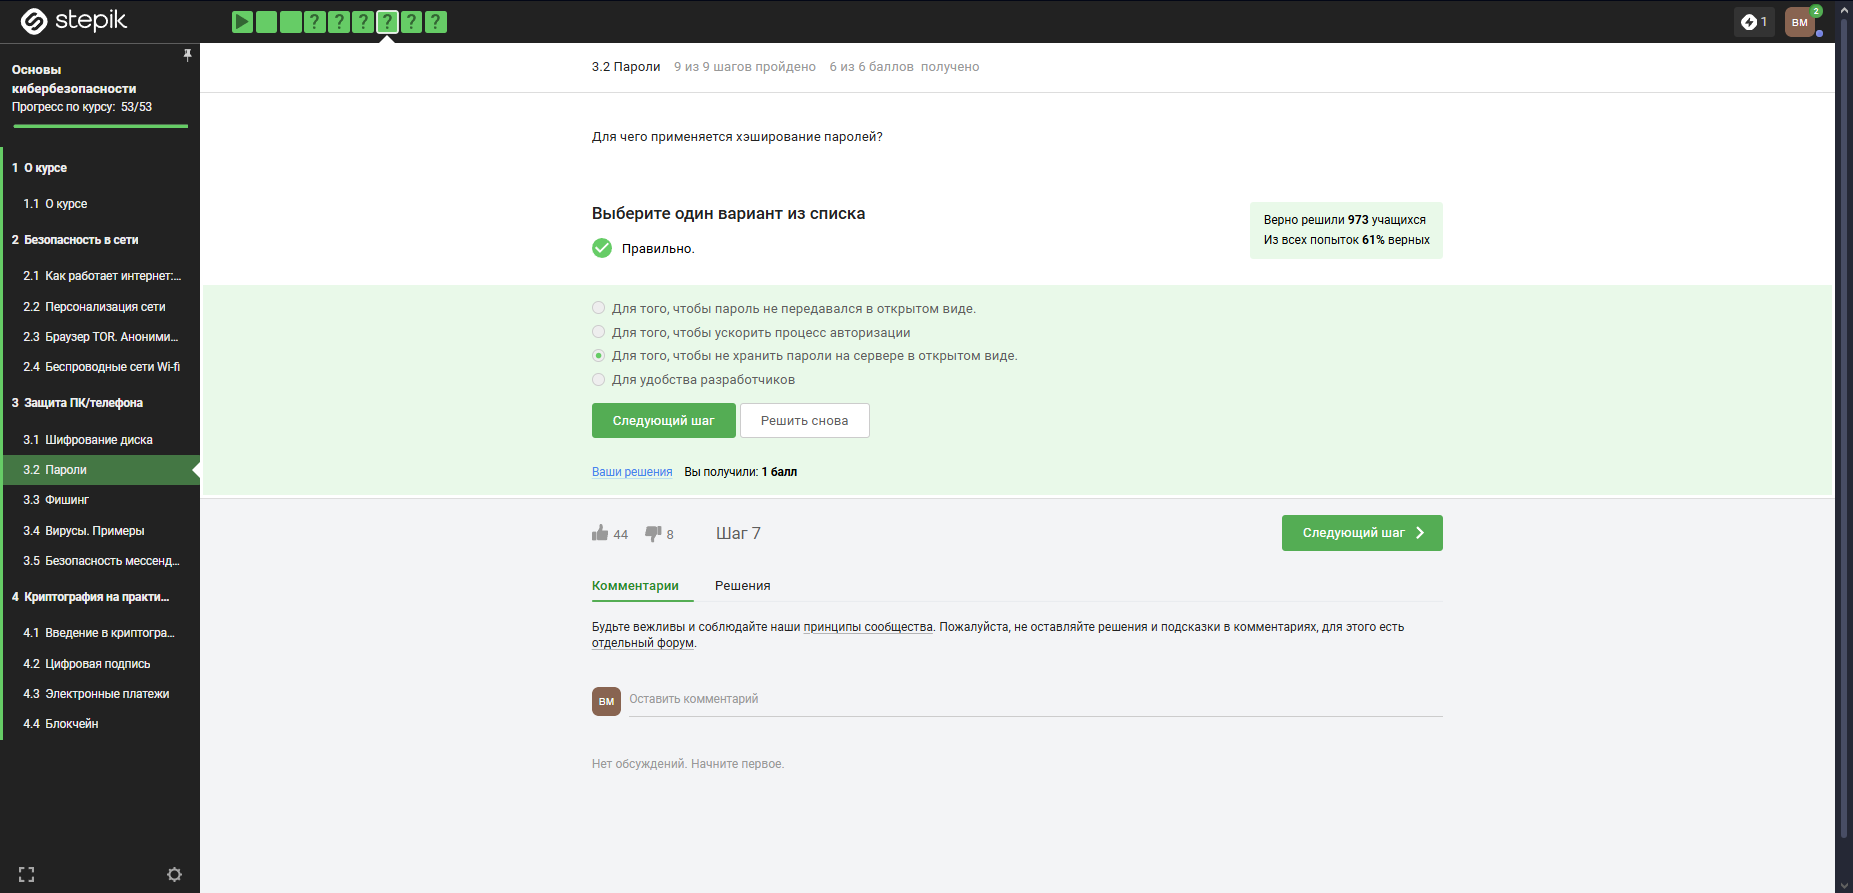 stepik
? ? ? ? ? ?
1
ВМ
2
Основы
кибербезопасности
Прогресс по курсу: 53/53
1 О курсе
1.1 О курсе
2 Безопасность в сети
2.1 Как работает интернет:...
2.2 Персонализация сети
2.3 Браузер TOR. Аноними...
2.4 Беспроводные сети Wi-fi
3 Защита ПК/телефона
3.1 Шифрование диска
3.2 Пароли
3.3 Фишинг
3.4 Вирусы. Примеры
3.5 Безопасность мессенд...
4 Криптография на практи...
4.1 Введение в криптогра...
4.2 Цифровая подпись
4.3 Электронные платежи
4.4 Блокчейн
3.2 Пароли 9 из 9 шагов пройдено 6 из 6 баллов получено
Для чего применяется хэширование паролей?
Выберите один вариант из списка
Правильно.
Верно решили 973 учащихся
Из всех попыток 61% верных
Для того, чтобы пароль не передавался в открытом виде.
Для того, чтобы ускорить процесс авторизации
Для того, чтобы не хранить пароли на сервере в открытом виде.
Для удобства разработчиков
Следующий шаг Решить снова
Ваши решения Вы получили: 1 балл
44 8 Шаг 7
Следующий шаг
Комментарии Решения
Будьте вежливы и соблюдайте наши принципы сообщества. Пожалуйста, не оставляйте решения и подсказки в комментариях, для этого есть
отдельный форум.
ВМ Оставить комментарий
Нет обсуждений. Начните первое.